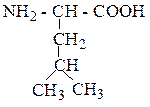 NH₂-CH-COOH
CH₂
CH
CH₃ CH₃